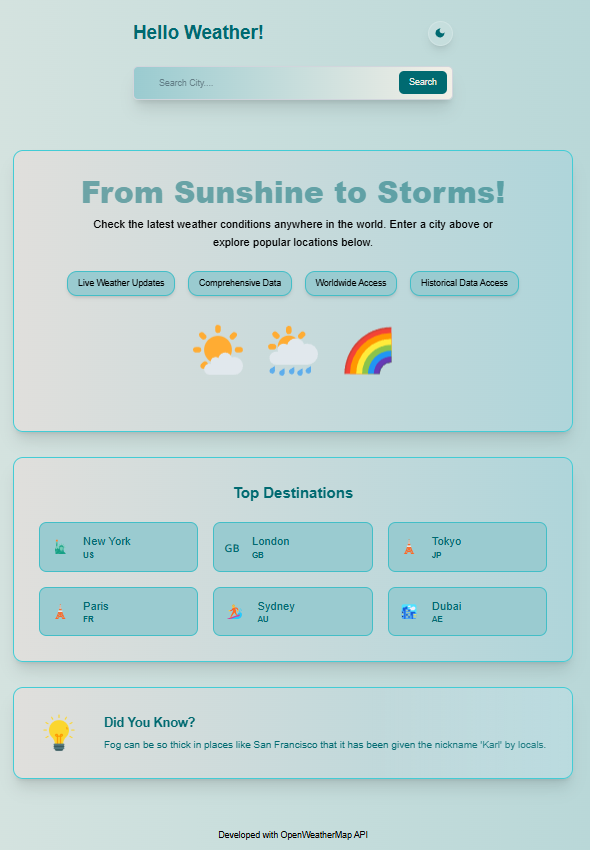 Hello Weather!
Search City....
Search
From Sunshine to Storms!
Check the latest weather conditions anywhere in the world. Enter a city above or
explore popular locations below.
Live Weather Updates
Comprehensive Data
Worldwide Access
Historical Data Access
Top Destinations
New York
US
GB
London
GB
Tokyo
JP
Paris
FR
Sydney
AU
Dubai
AE
Did You Know?
Fog can be so thick in places like San Francisco that it has been given the nickname 'Karl' by locals.
Developed with OpenWeatherMap API